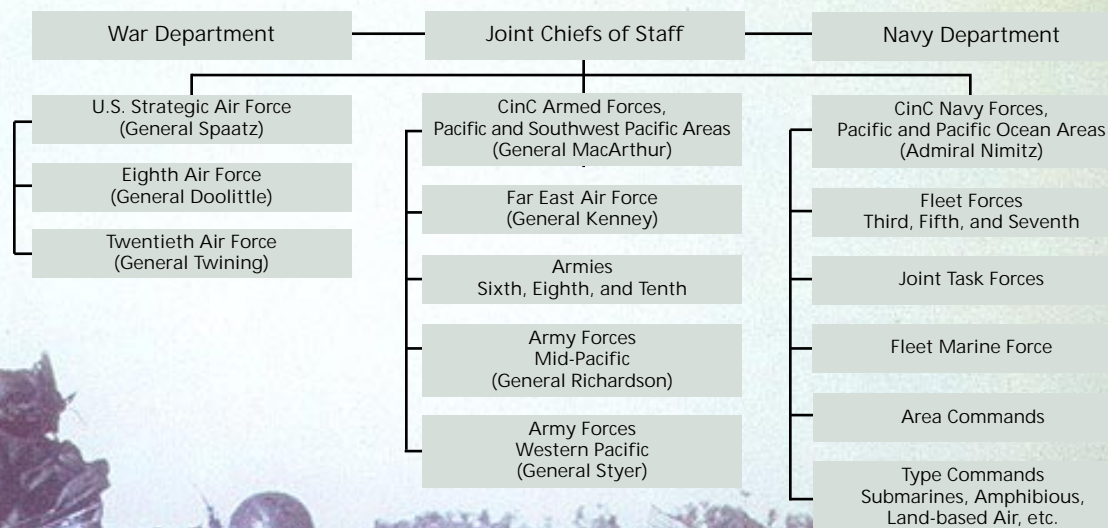 War Department
Joint Chiefs of Staff
Navy Department
U.S. Strategic Air Force
(General Spaatz)
Eighth Air Force
(General Doolittle)
Twentieth Air Force
(General Twining)
CinC Armed Forces,
Pacific and Southwest Pacific Areas
(General MacArthur)
Far East Air Force
(General Kenney)
Armies
Sixth, Eighth, and Tenth
Army Forces
Mid-Pacific
(General Richardson)
Army Forces
Western Pacific
(General Styer)
CinC Navy Forces,
Pacific and Pacific Ocean Areas
(Admiral Nimitz)
Fleet Forces
Third, Fifth, and Seventh
Joint Task Forces
Fleet Marine Force
Area Commands
Type Commands
Submarines, Amphibious,
Land-based Air, etc.